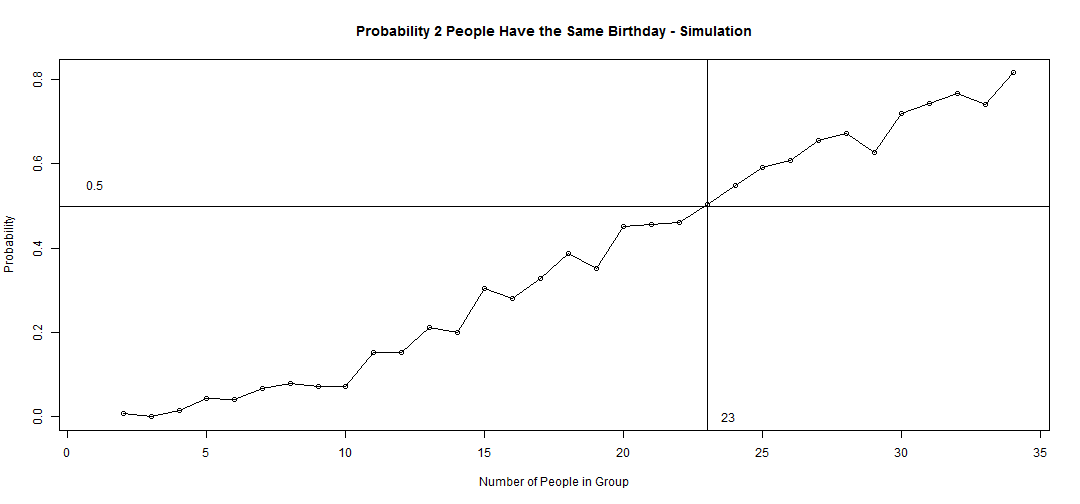 Probability 2 People Have the Same Birthday - Simulation
Probability
0.8
0.6
0.5
0.4
0.2
0.0
23
0 5 10 15 20 25 30 35
Number of People in Group